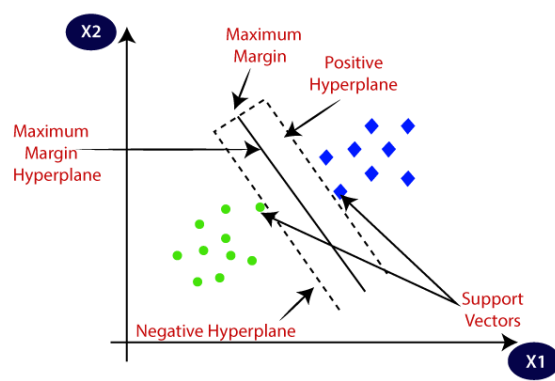 X2
Maximum
Margin
Positive
Hyperplane
Maximum
Margin
Hyperplane
Support
Vectors
Negative Hyperplane
X1